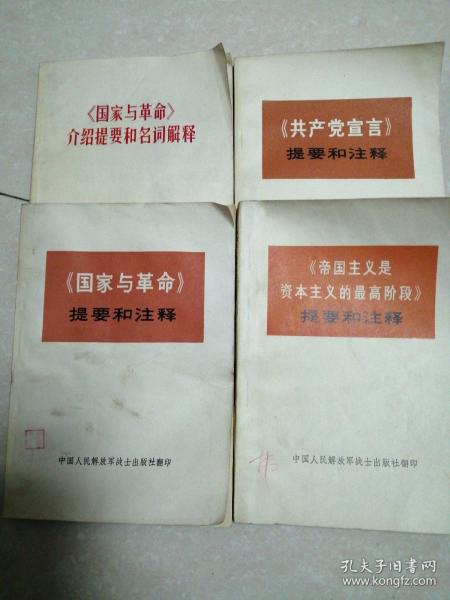 《国家与革命》
介绍提要和名词解释
《共产党宣言》
提要和注释
《国家与革命》
提要和注释
中国人民解放军战士出版社翻印
《帝国主义是
资本主义的最高阶段》
提要和注释
中国人民解放军战士出版社翻印
孔夫子旧书网
www.kongfz.com